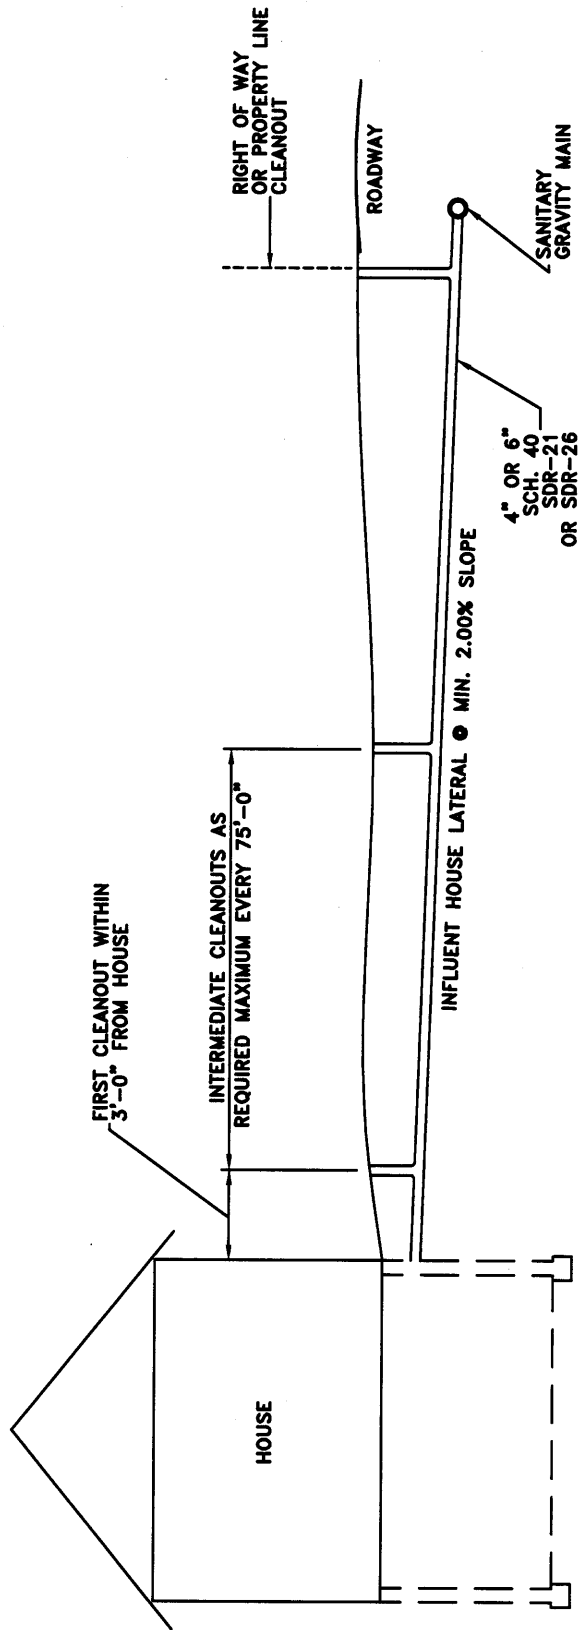 FIRST CLEANOUT WITHIN
3'-0" FROM HOUSE
INTERMEDIATE CLEANOUTS AS
REQUIRED MAXIMUM EVERY 75'-0"
RIGHT OF WAY
OR PROPERTY LINE
CLEANOUT
ROADWAY
HOUSE
INFLUENT HOUSE LATERAL @ MIN. 2.00% SLOPE
4" OR 6"
SCH. 40
SDR-21
OR SDR-26
SANITARY
GRAVITY MAIN